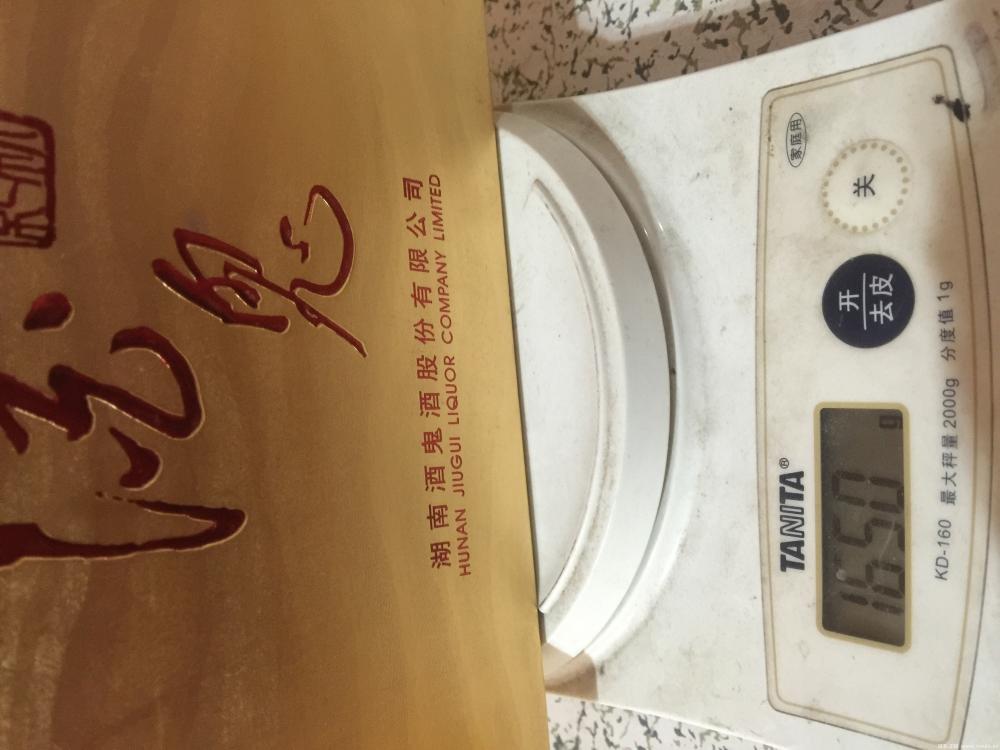 湖南酒鬼酒股份有限公司
HUNAN JIUGUI LIQUOR COMPANY LIMITED
TANITA®
1650 g
开
去皮
关
家庭用
KD-160 最大秤量 2000g 分度值 1g